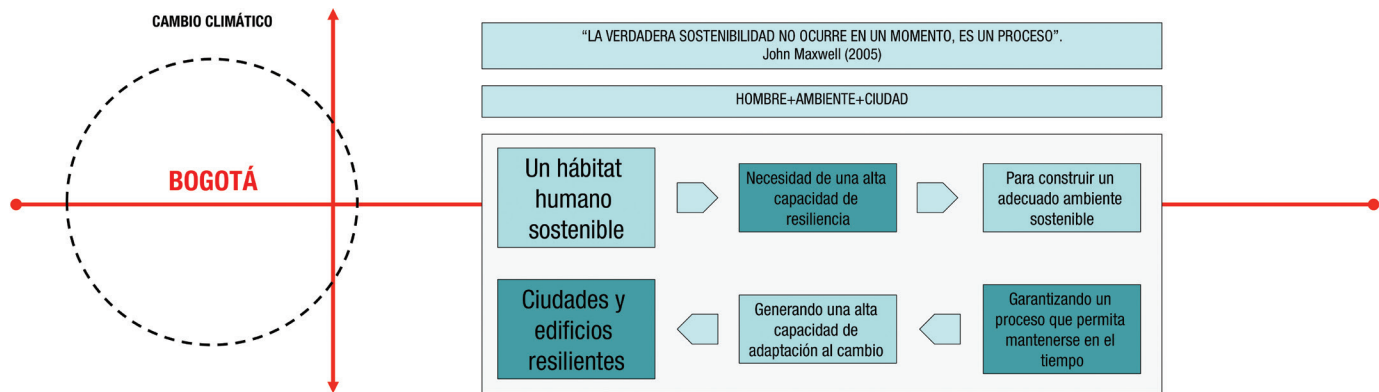 CAMBIO CLIMÁTICO
BOGOTÁ
“LA VERDADERA SOSTENIBILIDAD NO OCURRE EN UN MOMENTO, ES UN PROCESO”.
John Maxwell (2005)
HOMBRE+AMBIENTE+CIUDAD
Un hábitat
humano
sostenible
Necesidad de una alta
capacidad de
resiliencia
Para construir un
adecuado ambiente
sostenible
Garantizando un
proceso que permita
mantenerse en el
tiempo
Generando una alta
capacidad de
adaptación al cambio
Ciudades y
edificios
resilientes